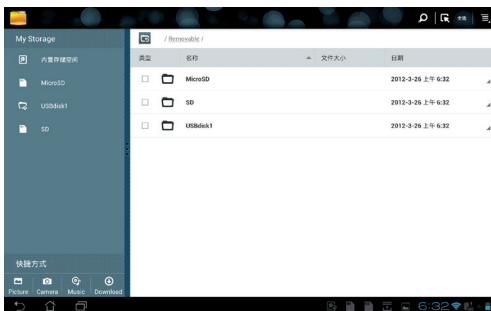 全选
My Storage
/ Removable /
类型 名称 文件大小 日期
内置存储空间
MicroSD
USBdisk1
SD
MicroSD 2012-3-26 上午 6:32
SD 2012-3-26 上午 6:32
USBdisk1 2012-3-26 上午 6:32
快捷方式
Picture Camera Music Download
6:32